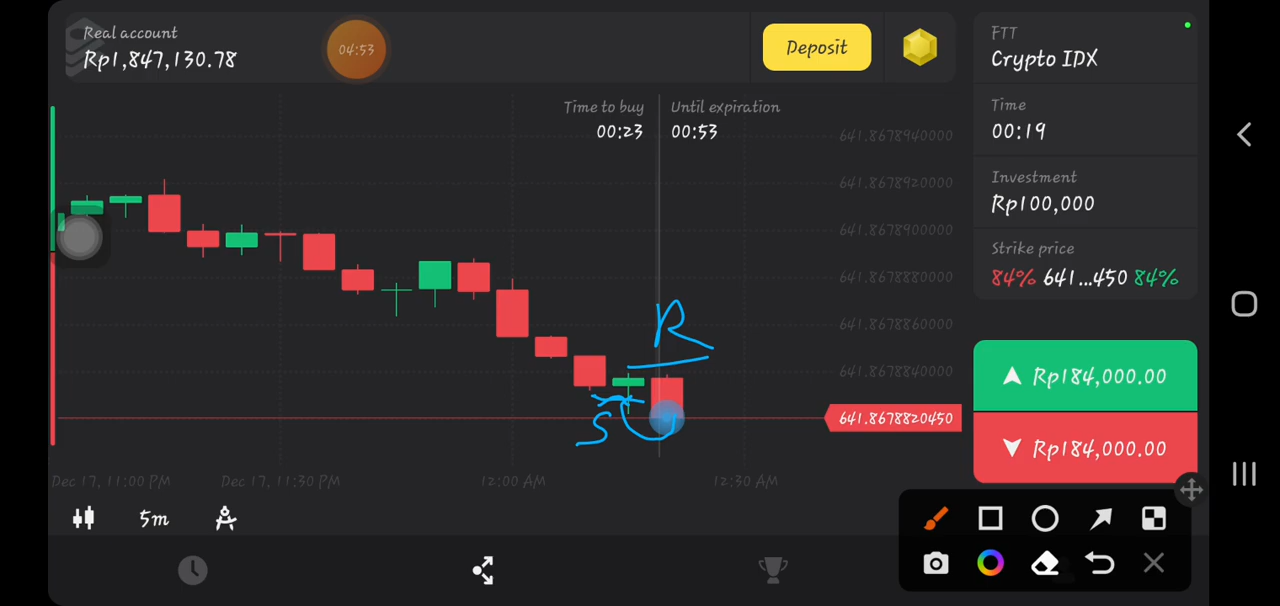 Real account
Rp1,847,130.78
04:53
Deposit
FTT
Crypto IDX
Time to buy
00:23
Until expiration
00:53
Time
00:19
Investment
Rp100,000
Strike price
84% 641...450 84%
641.8678940000
641.8678920000
641.8678900000
641.8678880000
641.8678860000
641.8678840000
641.8678820450
R
S
Rp184,000.00
Rp184,000.00
Dec 17, 11:00 PM
Dec 17, 11:30 PM
12:00 AM
12:30 AM
5m